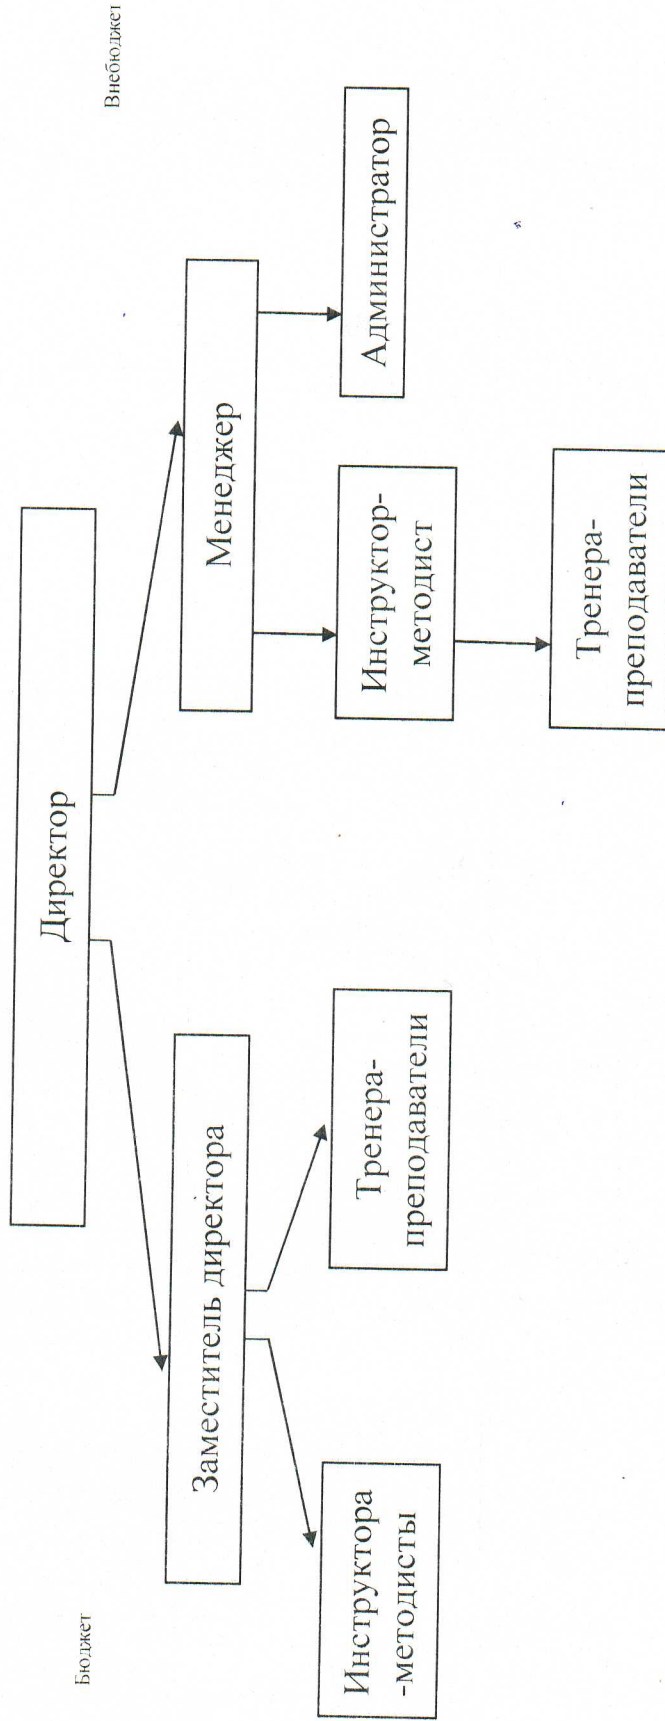 Бюджет
Внебюджет
Директор
Заместитель директора
Менеджер
Инструктора
-методисты
Тренера-
преподаватели
Инструктор-
методист
Администратор
Тренера-
преподаватели